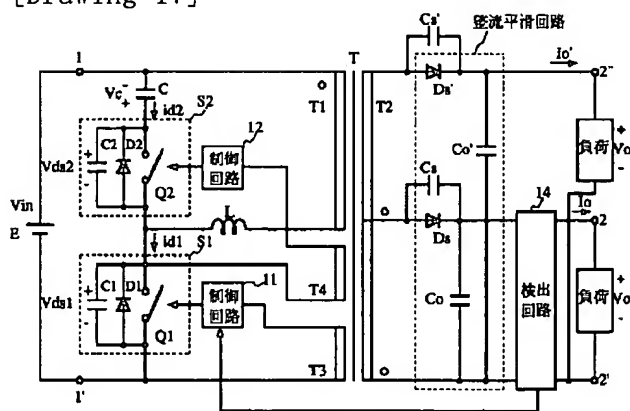 [Drawing 17]
Cs'
整流平滑回路
Io'
1
T
2"
Vc
-
+
C
id2
S2
T1
T2
Ds'
12
Vds2
+
-
C2
D2
制御
回路
Q2
Co'
負荷
+
Vo'
-
Cs
14
Io
Vin
E
L
id1
S1
Ds
2
11
T4
Vds1
+
-
C1
D1
制御
回路
Q1
Co
検出
回路
負荷
+
Vo
-
T3
1'
2'